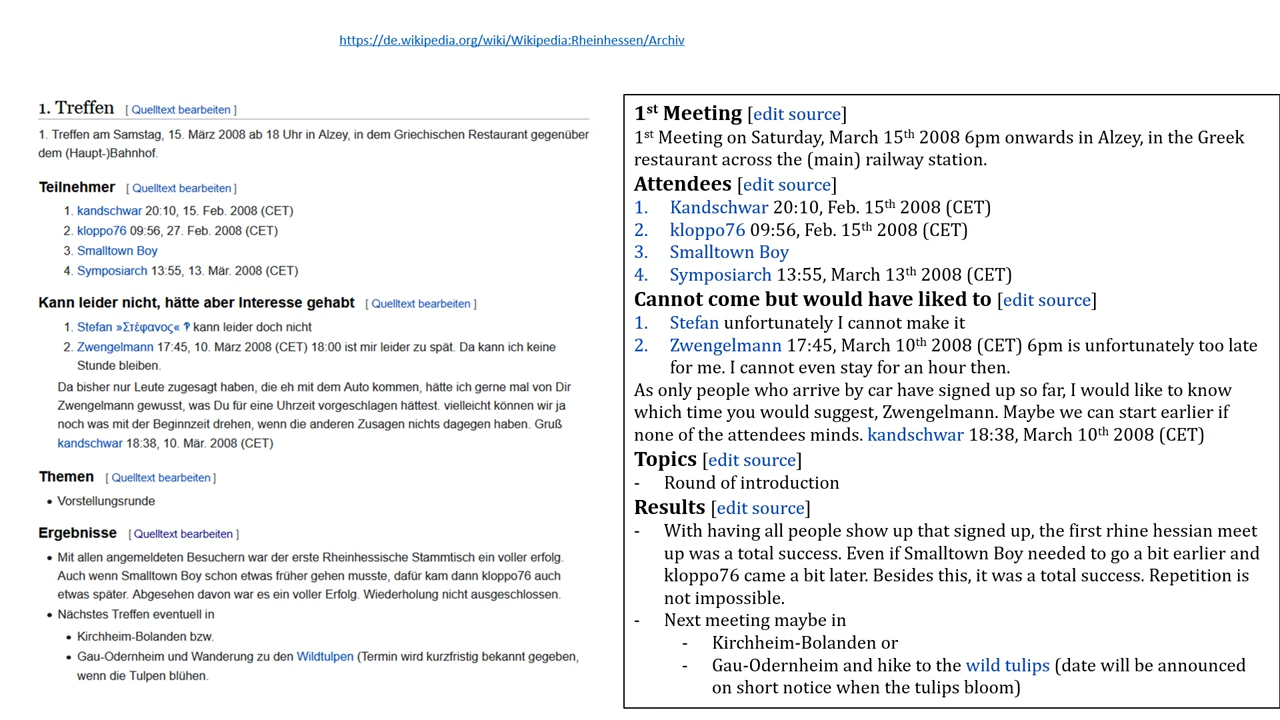 https://de.wikipedia.org/wiki/Wikipedia:Rheinhessen/Archiv
1. Treffen [ Quelltext bearbeiten ]
1. Treffen am Samstag, 15. März 2008 ab 18 Uhr in Alzey, in dem Griechischen Restaurant gegenüber
dem (Haupt-)Bahnhof.
Teilnehmer [ Quelltext bearbeiten ]
1. kandschwar 20:10, 15. Feb. 2008 (CET)
2. kloppo76 09:56, 27. Feb. 2008 (CET)
3. Smalltown Boy
4. Symposiarch 13:55, 13. Mär. 2008 (CET)
Kann leider nicht, hätte aber Interesse gehabt [ Quelltext bearbeiten ]
1. Stefan »Στέφανος« kann leider doch nicht
2. Zwengelmann 17:45, 10. März 2008 (CET) 18:00 ist mir leider zu spät. Da kann ich keine
Stunde bleiben.
Da bisher nur Leute zugesagt haben, die eh mit dem Auto kommen, hätte ich gerne mal von Dir
Zwengelmann gewusst, was Du für eine Uhrzeit vorgeschlagen hättest. vielleicht können wir ja
noch was mit der Beginnzeit drehen, wenn die anderen Zusagen nichts dagegen haben. Gruß
kandschwar 18:38, 10. Mär. 2008 (CET)
Themen [ Quelltext bearbeiten ]
• Vorstellungsrunde
Ergebnisse [ Quelltext bearbeiten ]
• Mit allen angemeldeten Besuchern war der erste Rheinhessische Stammtisch ein voller erfolg.
Auch wenn Smalltown Boy schon etwas früher gehen musste, dafür kam dann kloppo76 auch
etwas später. Abgesehen davon war es ein voller Erfolg. Wiederholung nicht ausgeschlossen.
• Nächstes Treffen eventuell in
• Kirchheim-Bolanden bzw.
• Gau-Odernheim und Wanderung zu den Wildtulpen (Termin wird kurzfristig bekannt gegeben,
wenn die Tulpen blühen.
1st Meeting [edit source]
1st Meeting on Saturday, March 15th 2008 6pm onwards in Alzey, in the Greek
restaurant across the (main) railway station.
Attendees [edit source]
1. Kandschwar 20:10, Feb. 15th 2008 (CET)
2. kloppo76 09:56, Feb. 15th 2008 (CET)
3. Smalltown Boy
4. Symposiarch 13:55, March 13th 2008 (CET)
Cannot come but would have liked to [edit source]
1. Stefan unfortunately I cannot make it
2. Zwengelmann 17:45, March 10th 2008 (CET) 6pm is unfortunately too late
for me. I cannot even stay for an hour then.
As only people who arrive by car have signed up so far, I would like to know
which time you would suggest, Zwengelmann. Maybe we can start earlier if
none of the attendees minds. kandschwar 18:38, March 10th 2008 (CET)
Topics [edit source]
- Round of introduction
Results [edit source]
- With having all people show up that signed up, the first rhine hessian meet
up was a total success. Even if Smalltown Boy needed to go a bit earlier and
kloppo76 came a bit later. Besides this, it was a total success. Repetition is
not impossible.
- Next meeting maybe in
- Kirchheim-Bolanden or
- Gau-Odernheim and hike to the wild tulips (date will be announced
on short notice when the tulips bloom)